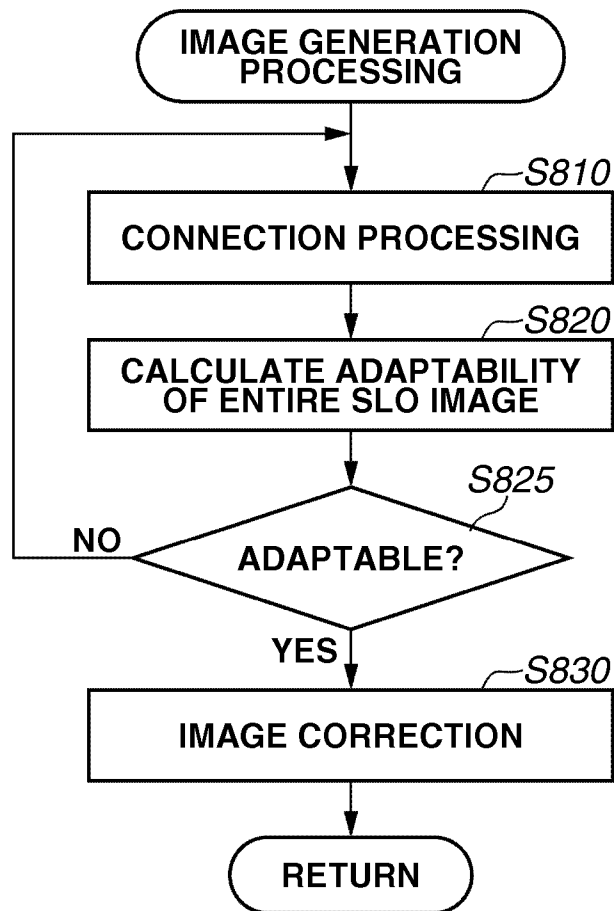 IMAGE GENERATION
PROCESSING
S810
CONNECTION PROCESSING
S820
CALCULATE ADAPTABILITY
OF ENTIRE SLO IMAGE
S825
NO
ADAPTABLE?
YES
S830
IMAGE CORRECTION
RETURN